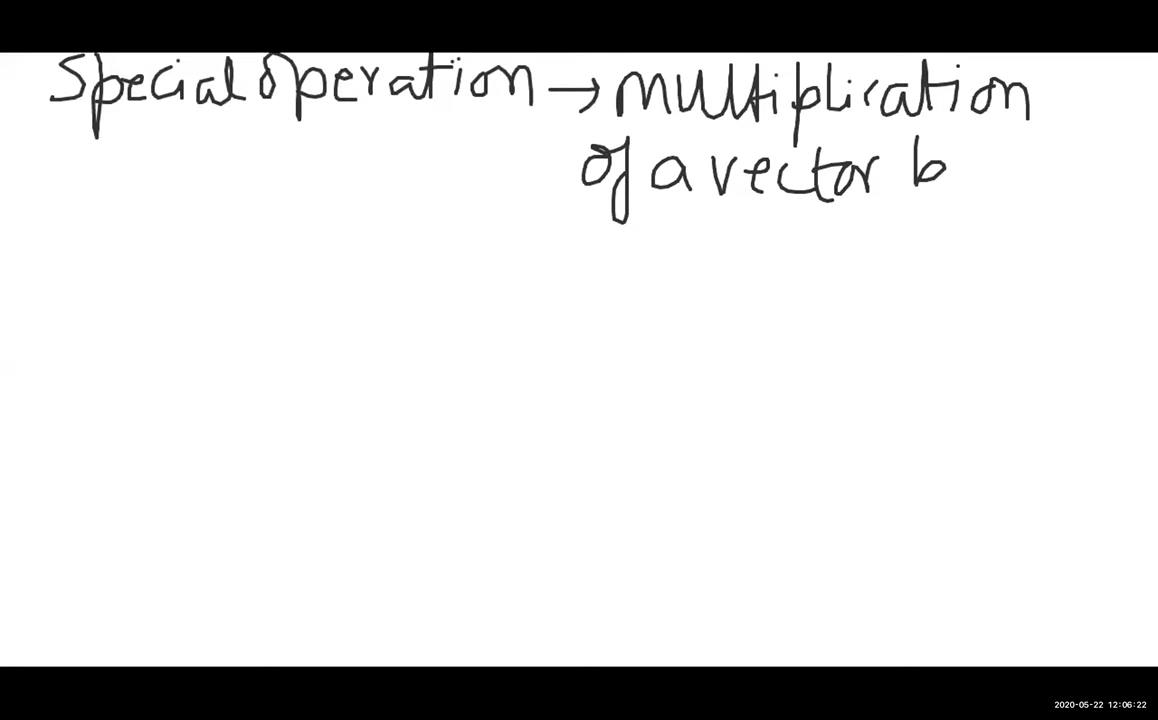 Special operation → multiplication
of a vector b
2020-05-22 12:06:22